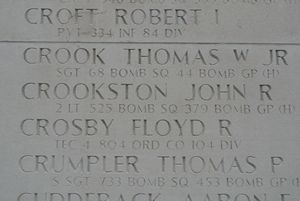 CROFT ROBERT I
PVT 334 INF 84 DIV
CROOK THOMAS W JR
SGT 68 BOMB SQ 44 BOMB GP (H)
CROOKSTON JOHN R
2 LT 525 BOMB SQ 379 BOMB GP (H)
CROSBY FLOYD R
TEC 4 804 ORD CO 104 DIV
CRUMPLER THOMAS P
S SGT 733 BOMB SQ 453 BOMB GP (H)
CUDDEBACK AARON